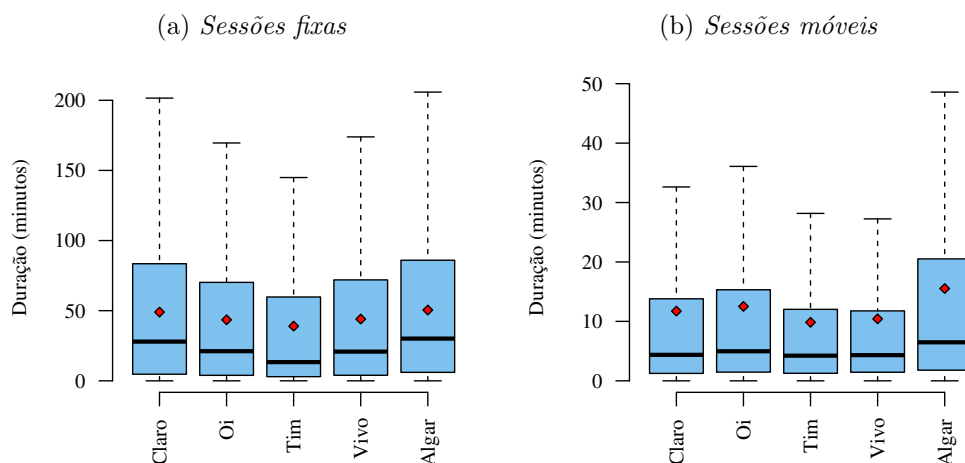 (a) Sessões fixas
Duração (minutos)
200
150
100
50
0
Claro
Oi
Tim
Vivo
Algar
(b) Sessões móveis
Duração (minutos)
50
40
30
20
10
0
Claro
Oi
Tim
Vivo
Algar